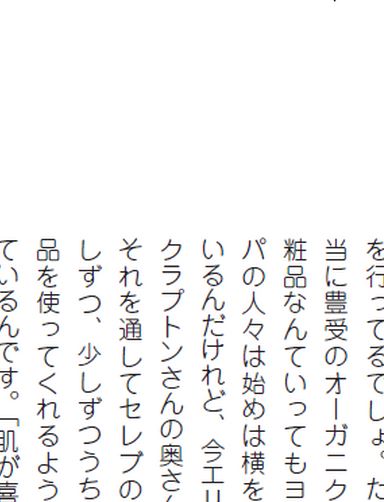 を行ってるでしょ。た
当に豊受のオーガニク
粧品なんていってもヨ
パの人々は始めは横を
いるんだけれど、今エリ
クラプトンさんの奥さ
それを通してセレブの
しずつ、少しずつうち
品を使ってくれるよう
ているんです。「肌が喜